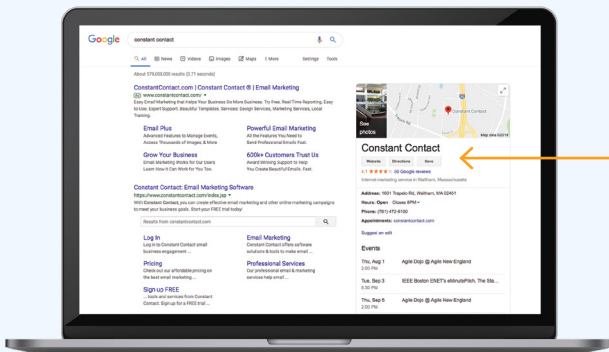 Google
constant contact
All News Videos Images Maps More Settings Tools
About 579,000,000 results (0.71 seconds)
ConstantContact.com | Constant Contact ® | Email Marketing
Ad www.constantcontact.com/
Easy Email Marketing that Helps Your Business Do More Business. Try Free. Real Time Reporting. Easy
to Use. Expert Support. Beautiful Templates. Services: Design Services, Marketing Services, Local
Training.
Email Plus
Advanced Features to Manage Events,
Access Thousands of Images, & More
Powerful Email Marketing
All the Features You Need to
Send Professional Emails Fast.
Grow Your Business
Email Marketing Works for Our Users
Learn How It Can Work for You Too.
600k+ Customers Trust Us
Award Winning Support to Help
You Create Beautiful Emails. Fast.
Constant Contact: Email Marketing Software
https://www.constantcontact.com/index.jsp
With Constant Contact, you can create effective email marketing and other online marketing campaigns
to meet your business goals. Start your FREE trial today!
Results from constantcontact.com
Log In
Log in to Constant Contact email
business engagement ...
Email Marketing
Constant Contact offers software
solutions & tools to make email ...
Pricing
Check out our affordable pricing on
the best email marketing ...
Professional Services
Our professional email & marketing
services help email ...
Sign up FREE
... tools and services from Constant
Contact. Sign up for a FREE trial ...
See
photos
Constant Contact
Map data ©2019
Constant Contact
Website Directions Save
4.1 36 Google reviews
Internet marketing service in Waltham, Massachusetts
Address: 1601 Trapelo Rd, Waltham, MA 02451
Hours: Open · Closes 6PM
Phone: (781) 472-8100
Appointments: constantcontact.com
Suggest an edit
Events
Thu, Aug 1 Agile Dojo @ Agile New England
2:00 PM
Tue, Sep 3 IEEE Boston ENET's eMinutePitch, The Sta...
5:30 PM
Thu, Sep 5 Agile Dojo @ Agile New England
2:00 PM